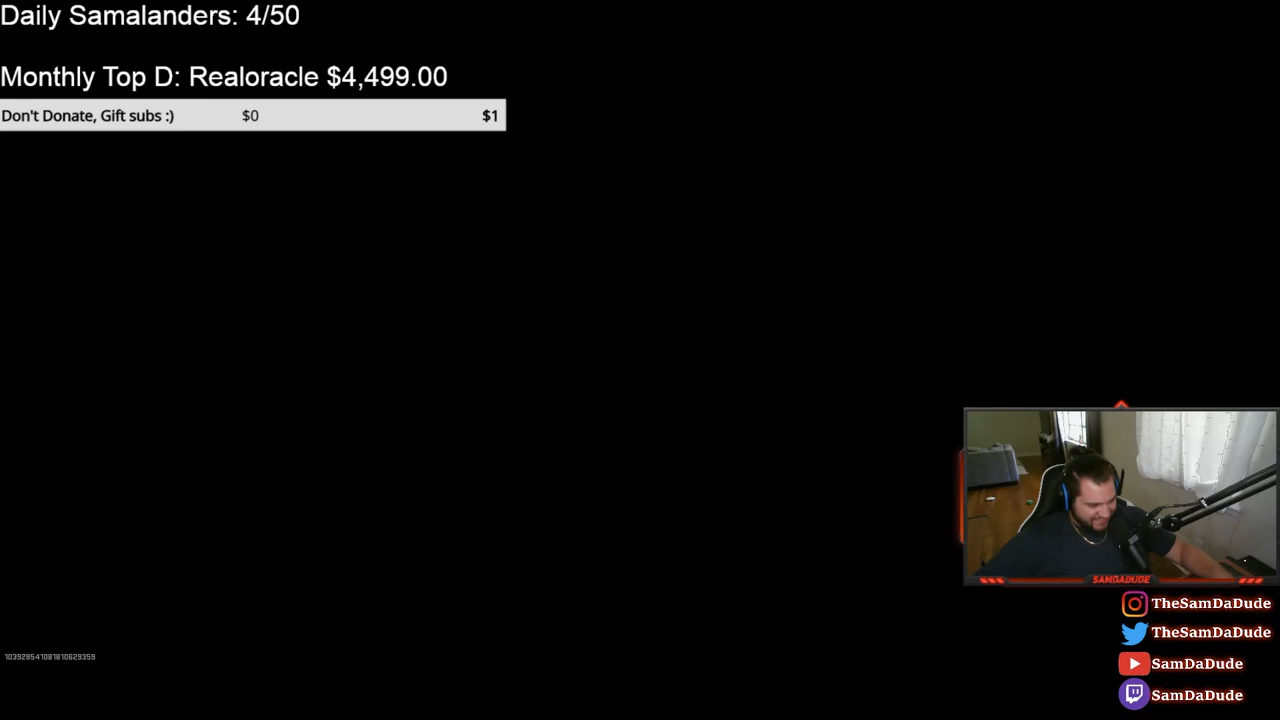 Daily Samalanders: 4/50
Monthly Top D: Realoracle $4,499.00
Don't Donate, Gift subs :) $0 $1
SAMDADUDE
TheSamDaDude
TheSamDaDude
SamDaDude
SamDaDude